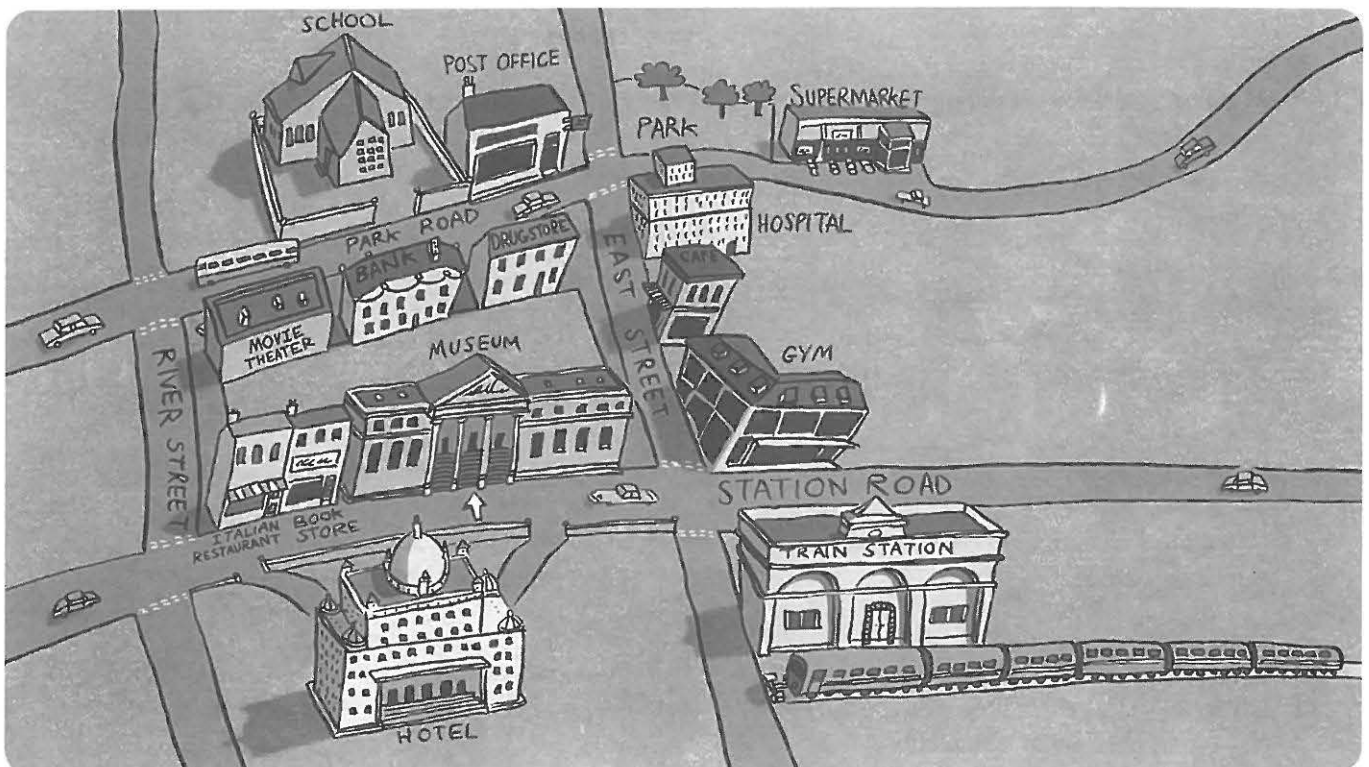 SCHOOL
POST OFFICE
SUPERMARKET
PARK
PARK ROAD
HOSPITAL
DRUGSTORE
BANK
CAFE
EAST STREET
MOVIE
THEATER
MUSEUM
GYM
RIVER STREET
STATION ROAD
ITALIAN
RESTAURANT
BOOK
STORE
TRAIN STATION
HOTEL